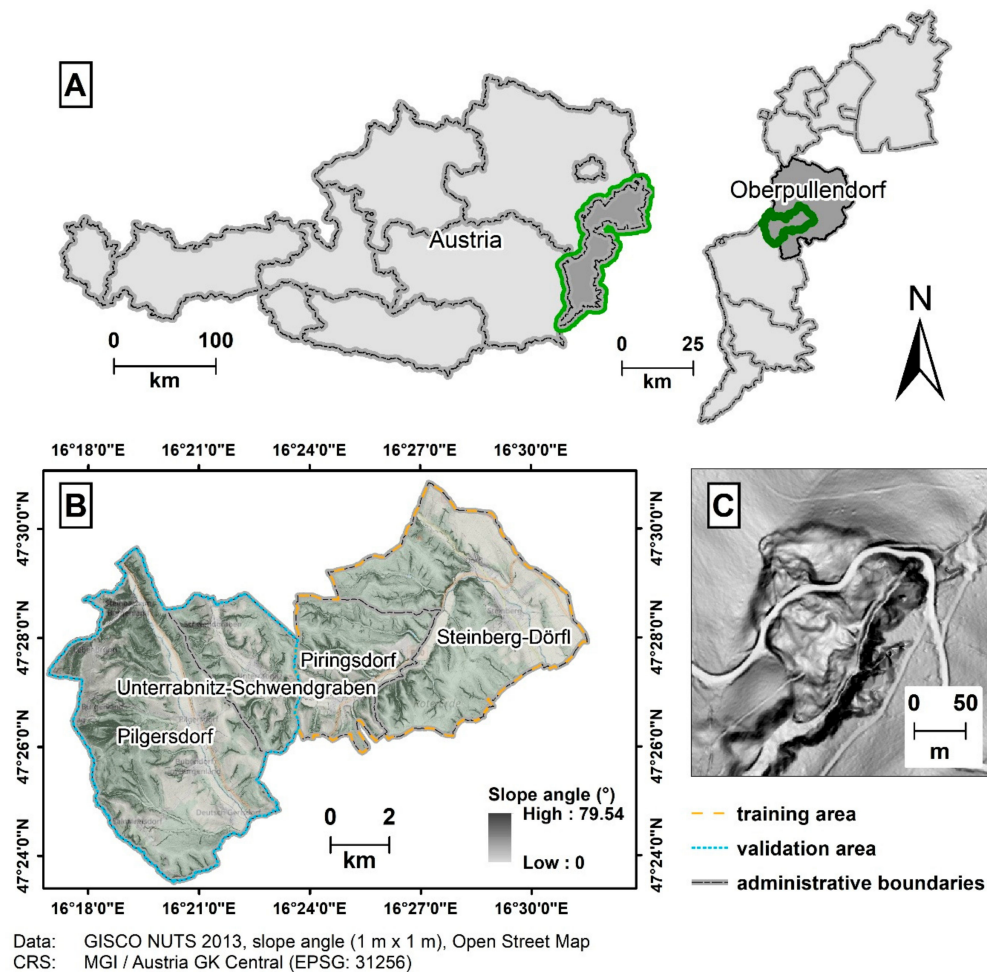 A
Austria
Oberpullendorf
0 100
km
0 25
km
N
16°18'0"E 16°21'0"E 16°24'0"E 16°27'0"E 16°30'0"E
B
C
47°30'0"N
47°28'0"N
47°26'0"N
47°24'0"N
47°30'0"N
47°28'0"N
47°26'0"N
47°24'0"N
Steinberg-Dörfl
Piringsdorf
Unterrabnitz-Schwendgraben
Pilgersdorf
0 2
km
Slope angle (°)
High : 79.54
Low : 0
16°18'0"E 16°21'0"E 16°24'0"E 16°27'0"E 16°30'0"E
0 50
m
training area
validation area
administrative boundaries
Data: GISCO NUTS 2013, slope angle (1 m x 1 m), Open Street Map
CRS: MGI / Austria GK Central (EPSG: 31256)